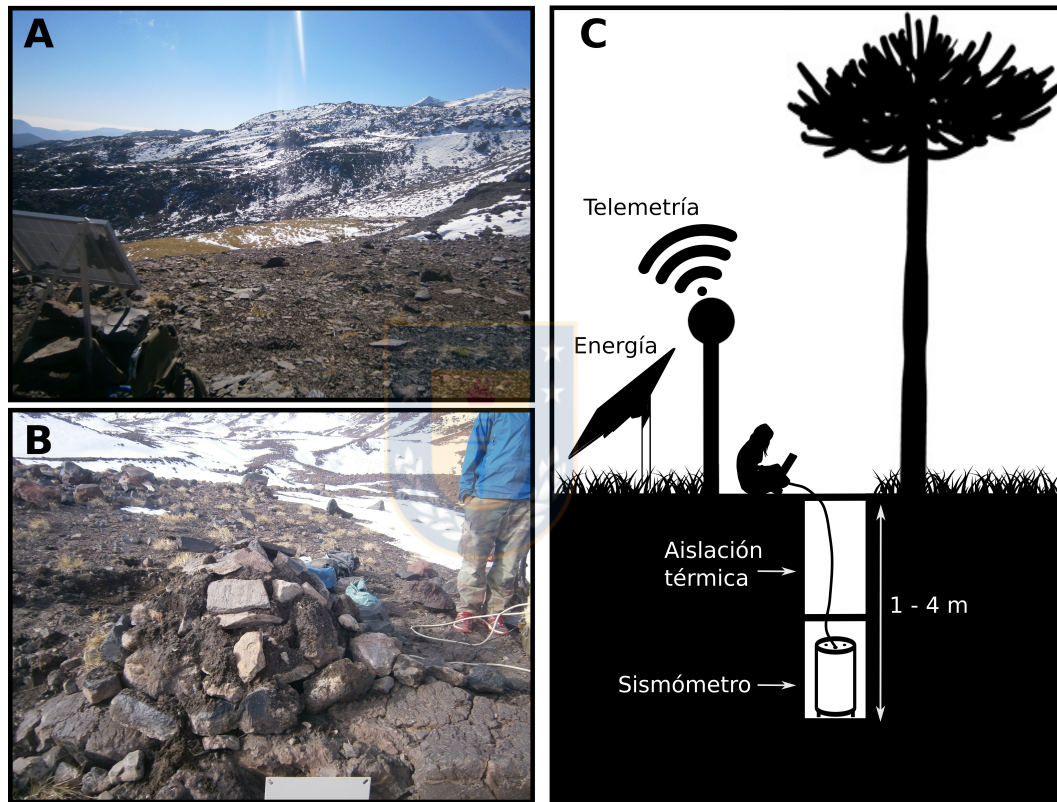 A
B
C
Telemetría
Energía
Aislación
térmica
1 - 4 m
Sismómetro